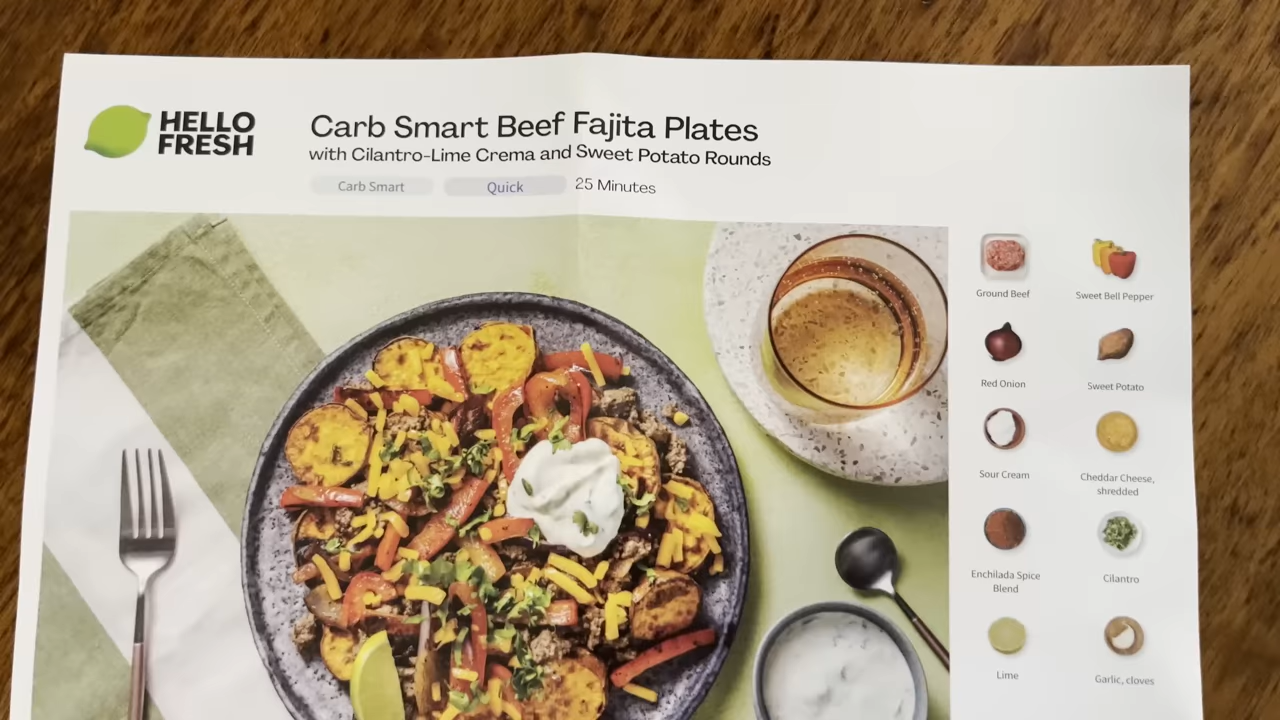 HELLO
FRESH
Carb Smart Beef Fajita Plates
with Cilantro-Lime Crema and Sweet Potato Rounds
Carb Smart
Quick
25 Minutes
Ground Beef
Sweet Bell Pepper
Red Onion
Sweet Potato
Sour Cream
Cheddar Cheese,
shredded
Enchilada Spice
Blend
Cilantro
Lime
Garlic, cloves